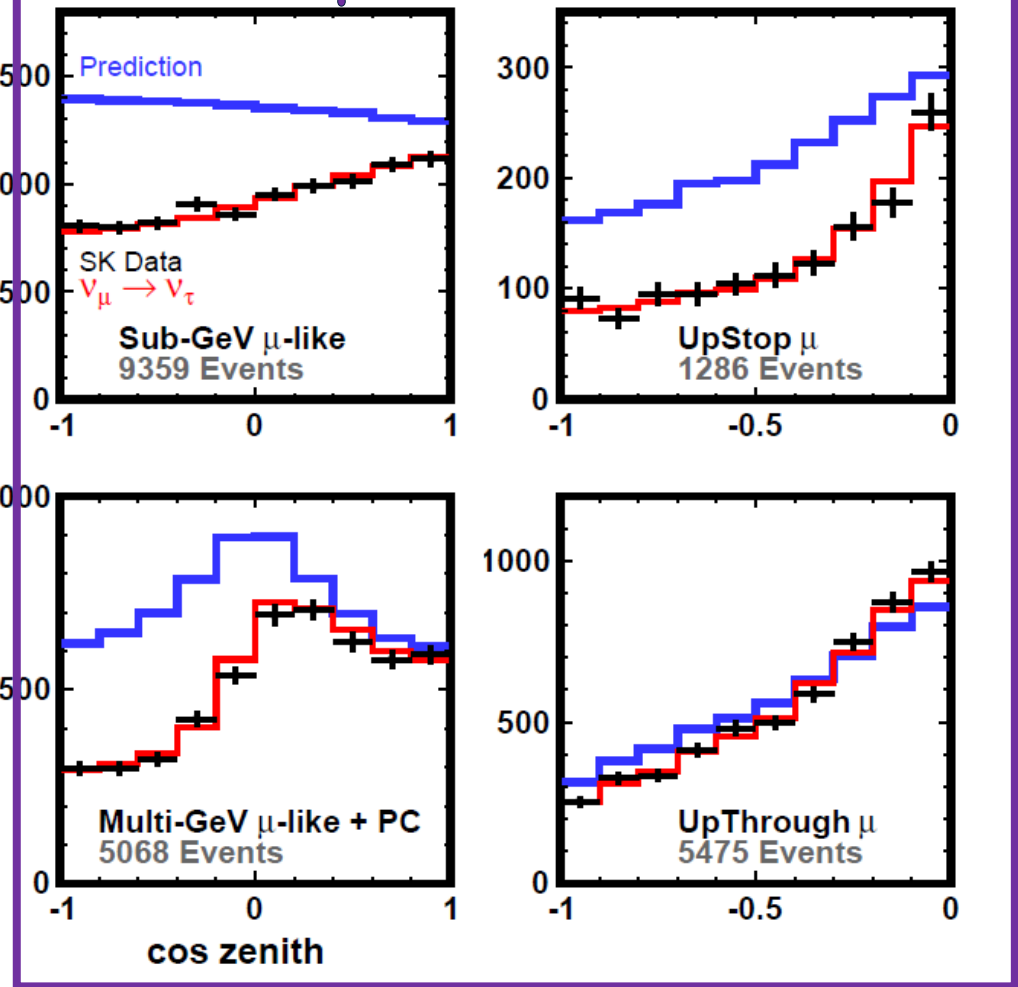 500
Prediction
000
SK Data
500
νμ → ντ
Sub-GeV μ-like
9359 Events
0
-1 0 1
300
200
100
UpStop μ
1286 Events
0
-1 -0.5 0
000
500
Multi-GeV μ-like + PC
5068 Events
0
-1 0 1
cos zenith
1000
500
UpThrough μ
5475 Events
0
-1 -0.5 0